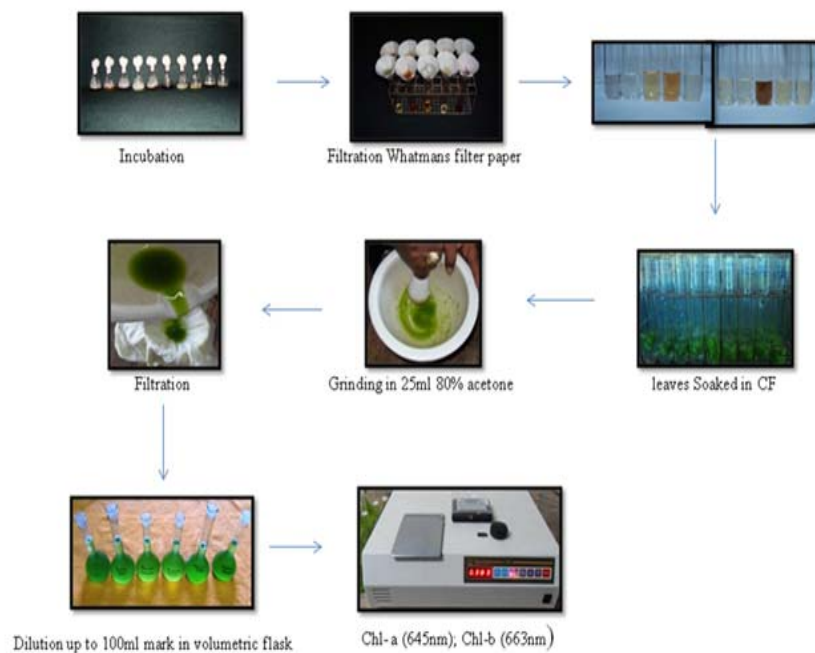 Incubation
Filtration Whatmans filter paper
leaves Soaked in CF
Grinding in 25ml 80% acetone
Filtration
Dilution up to 100ml mark in volumetric flask
Chl- a (645nm); Chl-b (663nm)